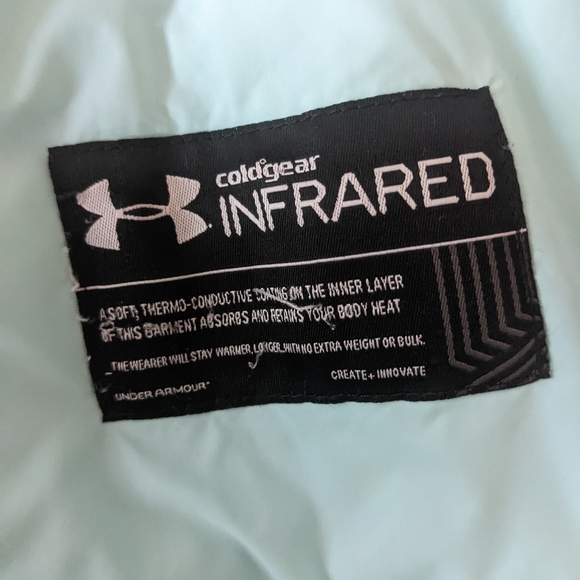 coldgear
INFRARED
A SOFT, THERMO-CONDUCTIVE COATING ON THE INNER LAYER
OF THIS GARMENT ABSORBS AND RETAINS YOUR BODY HEAT
THE WEARER WILL STAY WARMER, LONGER, WITH NO EXTRA WEIGHT OR BULK.
UNDER ARMOUR®
CREATE + INNOVATE